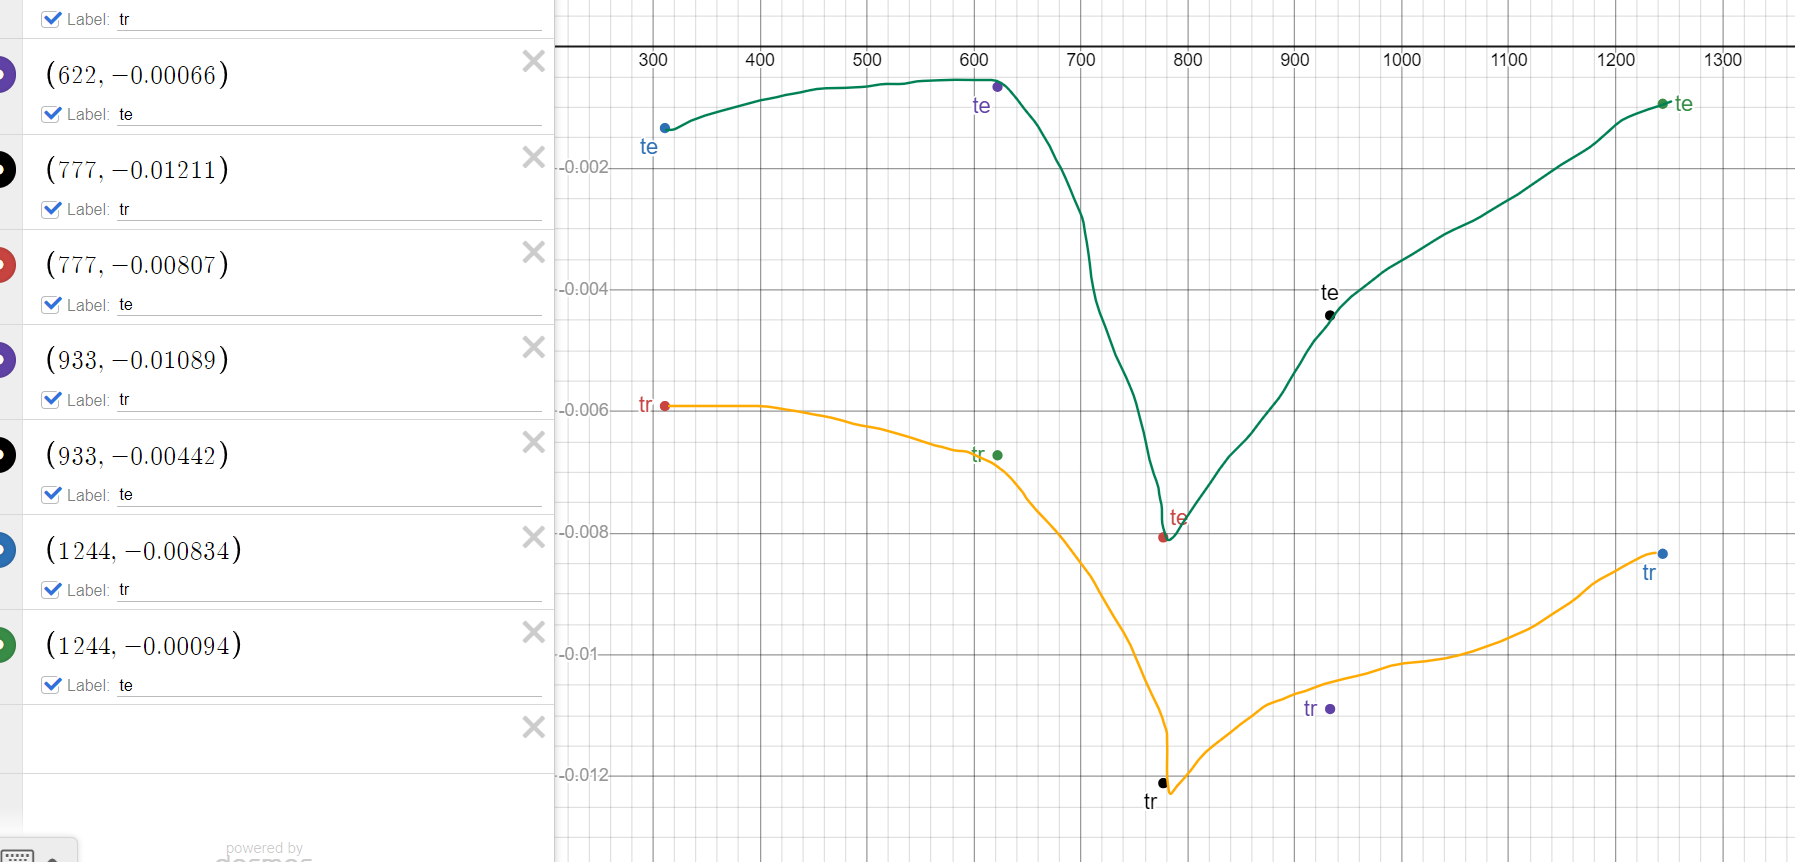 Label: tr
(622, −0.00066)
Label: te
(777, −0.01211)
Label: tr
(777, −0.00807)
Label: te
(933, −0.01089)
Label: tr
(933, −0.00442)
Label: te
(1244, −0.00834)
Label: tr
(1244, −0.00094)
Label: te
powered by
desmos
300 400 500 600 700 800 900 1000 1100 1200 1300
te
te
te
-0.002
te
-0.004
tr
-0.006
tr
te
-0.008
tr
-0.01
tr
-0.012
tr